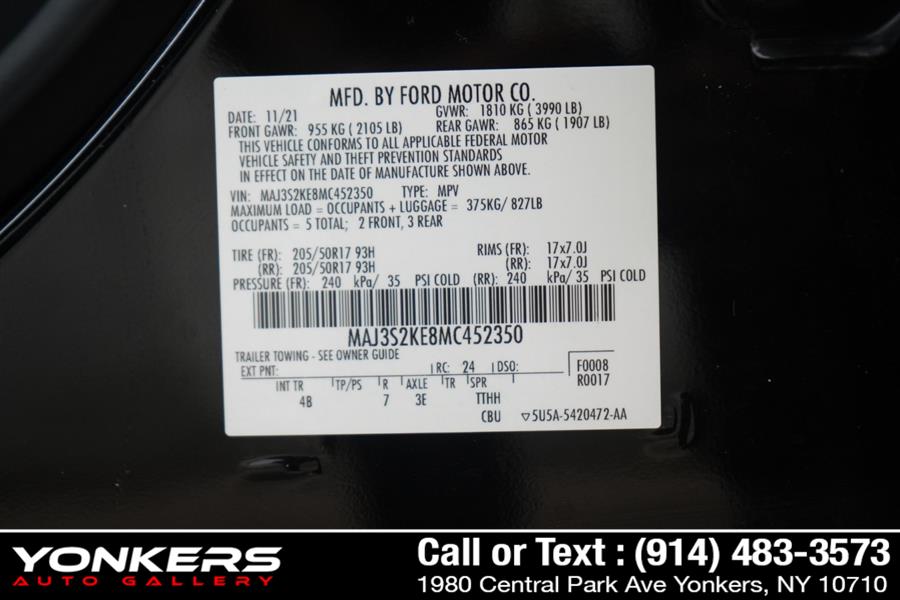 MFD. BY FORD MOTOR CO.
DATE: 11/21 GVWR: 1810 KG ( 3990 LB)
FRONT GAWR: 955 KG ( 2105 LB) REAR GAWR: 865 KG ( 1907 LB)
THIS VEHICLE CONFORMS TO ALL APPLICABLE FEDERAL MOTOR
VEHICLE SAFETY AND THEFT PREVENTION STANDARDS
IN EFFECT ON THE DATE OF MANUFACTURE SHOWN ABOVE.
VIN: MAJ3S2KE8MC452350 TYPE: MPV
MAXIMUM LOAD = OCCUPANTS + LUGGAGE = 375KG/ 827LB
OCCUPANTS = 5 TOTAL; 2 FRONT, 3 REAR
TIRE (FR): 205/50R17 93H RIMS (FR): 17x7.0J
(RR): 205/50R17 93H (RR): 17x7.0J
PRESSURE (FR): 240 kPa/ 35 PSI COLD (RR): 240 kPa/ 35 PSI COLD
MAJ3S2KE8MC452350
TRAILER TOWING - SEE OWNER GUIDE
EXT PNT: RC: 24 DSO: F0008
R0017
INT TR TP/PS R AXLE TR SPR
4B 7 3E TTHH
CBU ▽5U5A-5420472-AA
YONKERS
AUTO GALLERY
Call or Text : (914) 483-3573
1980 Central Park Ave Yonkers, NY 10710